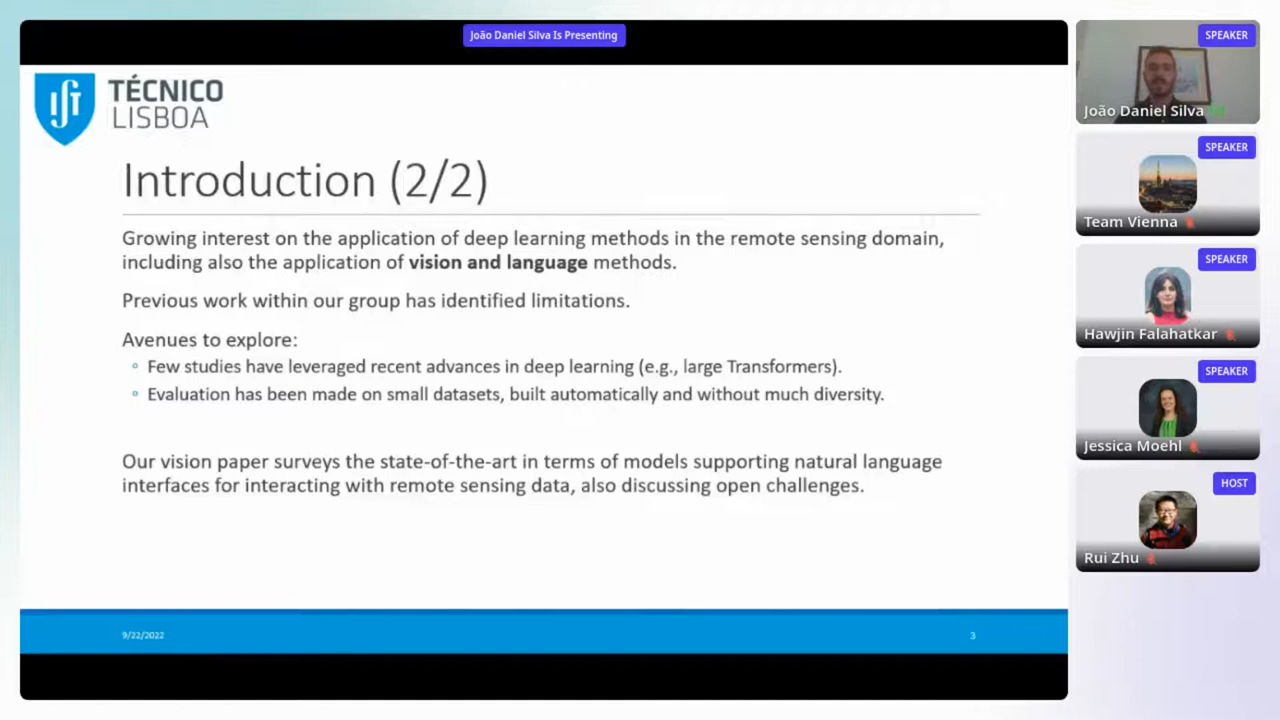 João Daniel Silva Is Presenting
TÉCNICO
LISBOA
Introduction (2/2)
Growing interest on the application of deep learning methods in the remote sensing domain,
including also the application of vision and language methods.
Previous work within our group has identified limitations.
Avenues to explore:
Few studies have leveraged recent advances in deep learning (e.g., large Transformers).
Evaluation has been made on small datasets, built automatically and without much diversity.
Our vision paper surveys the state-of-the-art in terms of models supporting natural language
interfaces for interacting with remote sensing data, also discussing open challenges.
9/22/2022
3
SPEAKER
João Daniel Silva
SPEAKER
Team Vienna
SPEAKER
Hawjin Falahatkar
SPEAKER
Jessica Moehl
HOST
Rui Zhu